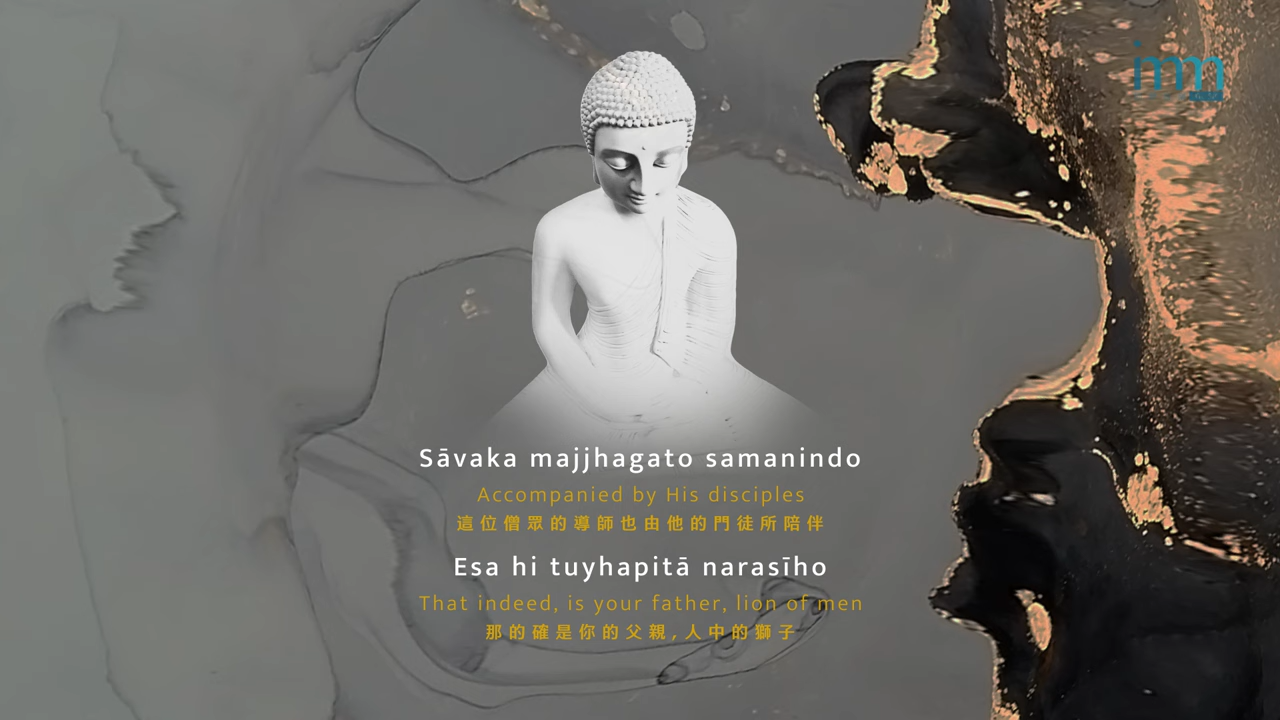 imm
Sāvaka majjhagato samanindo
Accompanied by His disciples
這位僧眾的導師也由他的門徒所陪伴
Esa hi tuyhapitā narasīho
That indeed, is your father, lion of men
那的確是你的父親,人中的獅子